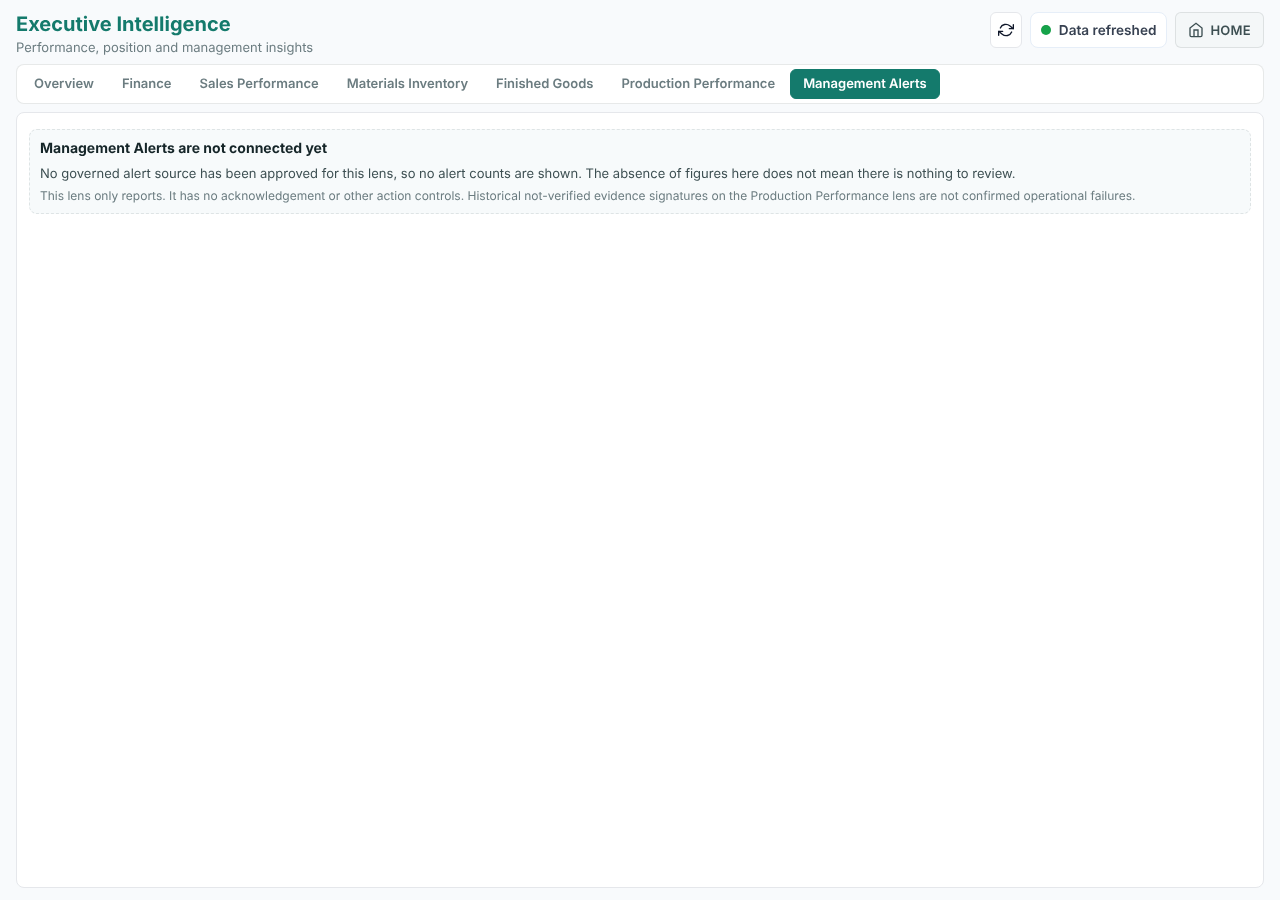 Executive Intelligence
Performance, position and management insights
Data refreshed
HOME
Overview
Finance
Sales Performance
Materials Inventory
Finished Goods
Production Performance
Management Alerts
Management Alerts are not connected yet
No governed alert source has been approved for this lens, so no alert counts are shown. The absence of figures here does not mean there is nothing to review.
This lens only reports. It has no acknowledgement or other action controls. Historical not-verified evidence signatures on the Production Performance lens are not confirmed operational failures.